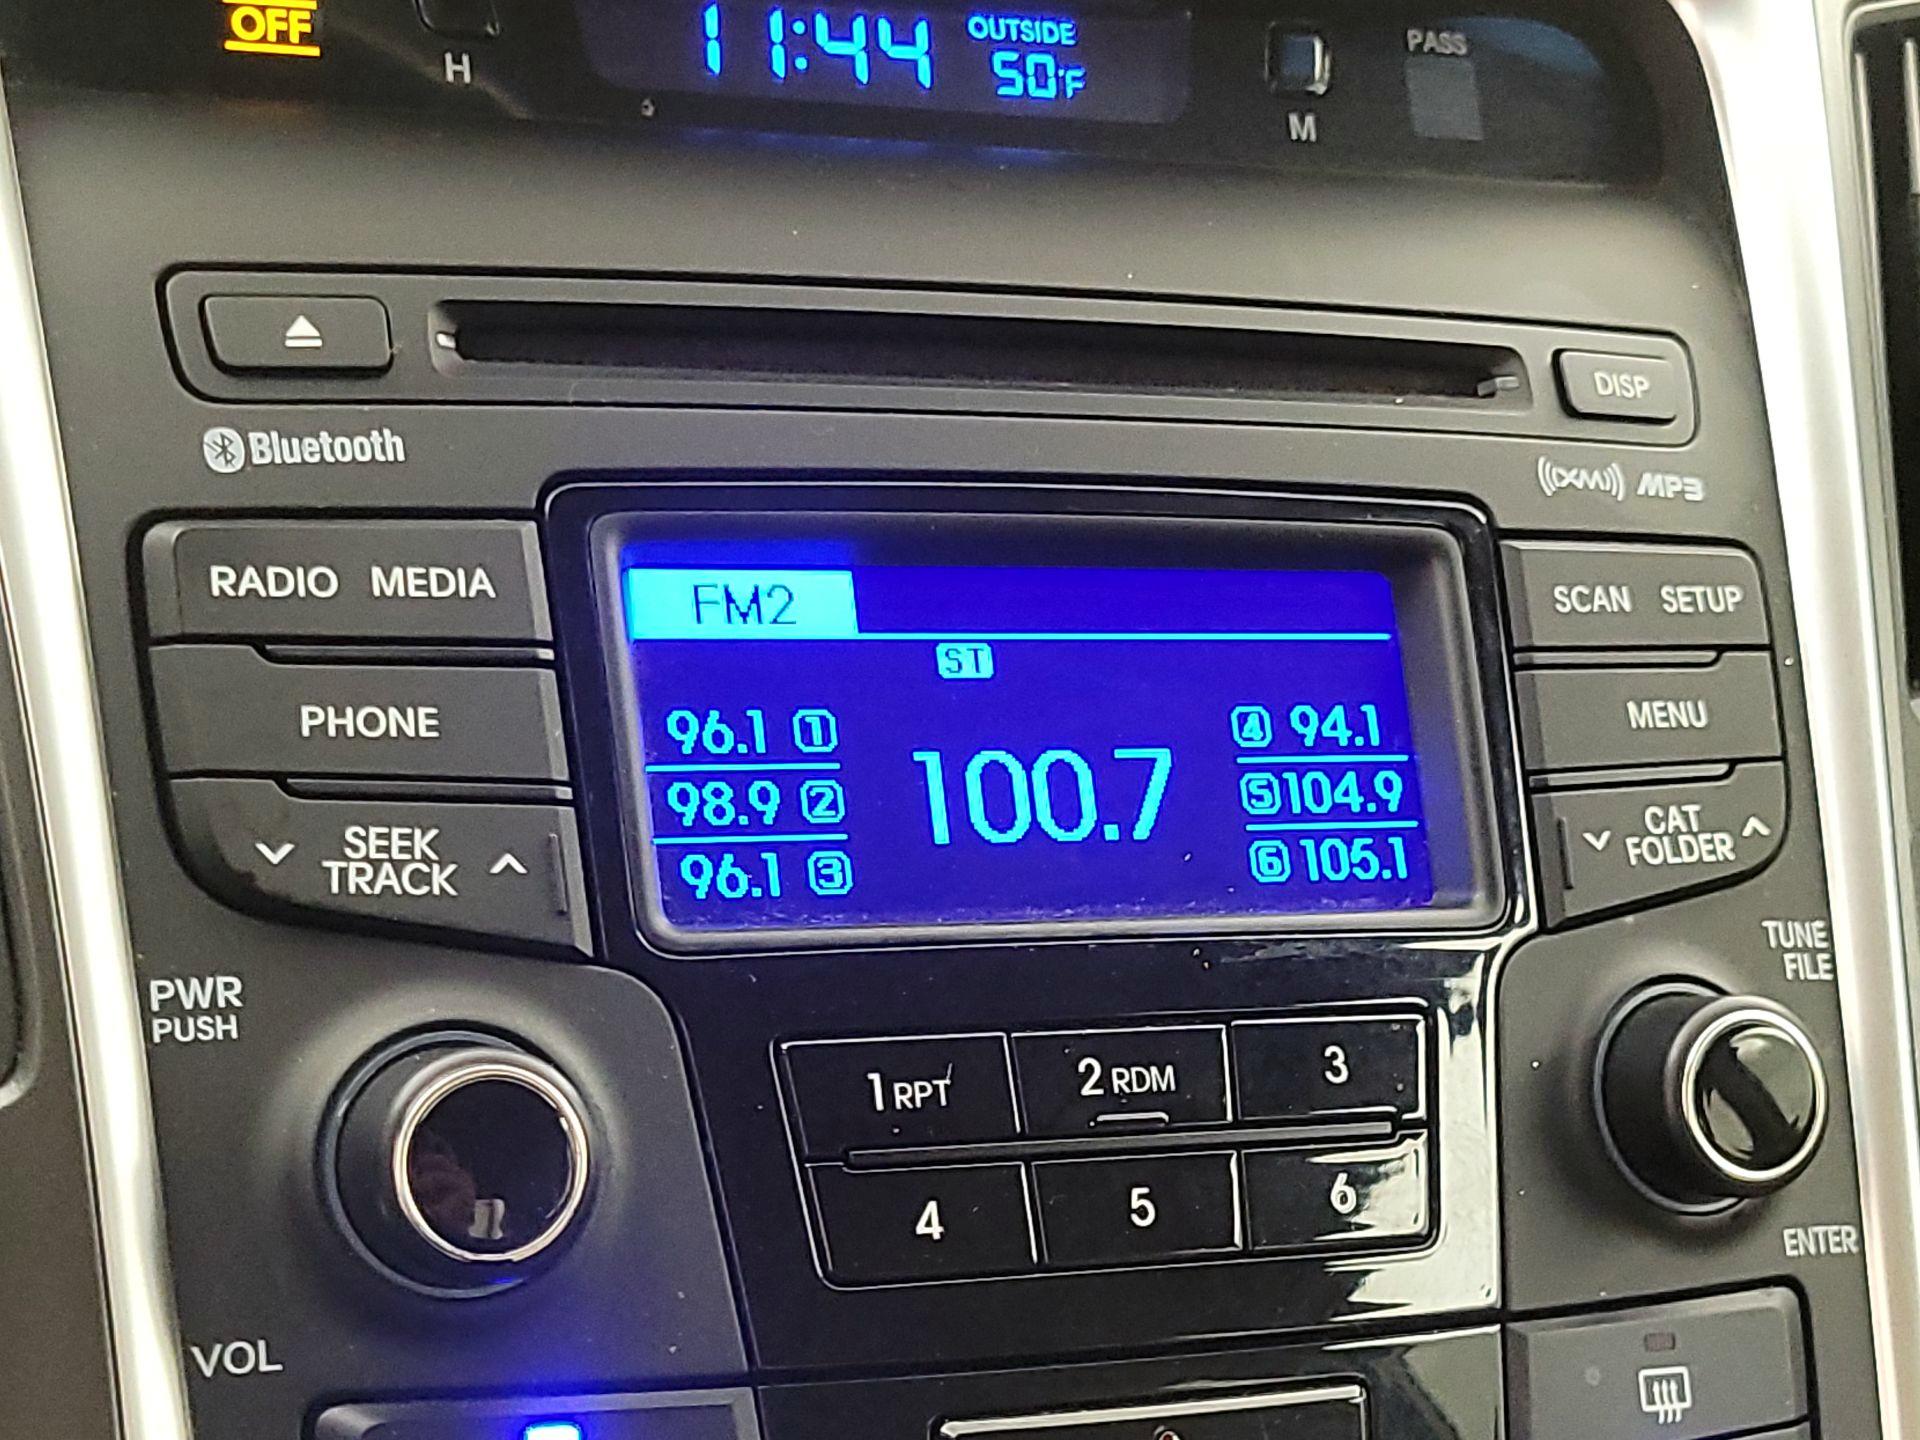 OFF
H
11:44
OUTSIDE
50°F
M
PASS
DISP
Bluetooth
XM MP3
RADIO MEDIA
SCAN SETUP
PHONE
MENU
SEEK
TRACK
CAT
FOLDER
FM2
ST
96.1 1
98.9 2
96.1 3
100.7
4 94.1
5 104.9
6 105.1
PWR
PUSH
TUNE
FILE
1 RPT
2 RDM
3
4
5
6
ENTER
VOL